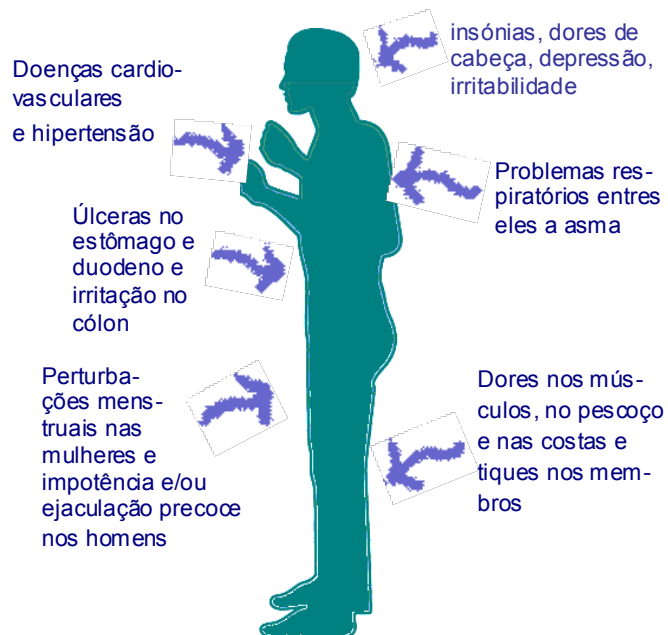 insónias, dores de
cabeça, depressão,
irritabilidade
Doenças cardio-
vasculares
e hipertensão
Problemas res-
piratórios entres
eles a asma
Úlceras no
estômago e
duodeno e
irritação no
cólon
Perturba-
ções mens-
truais nas
mulheres e
impotência e/ou
ejaculação precoce
nos homens
Dores nos mús-
culos, no pescoço
e nas costas e
tiques nos mem-
bros